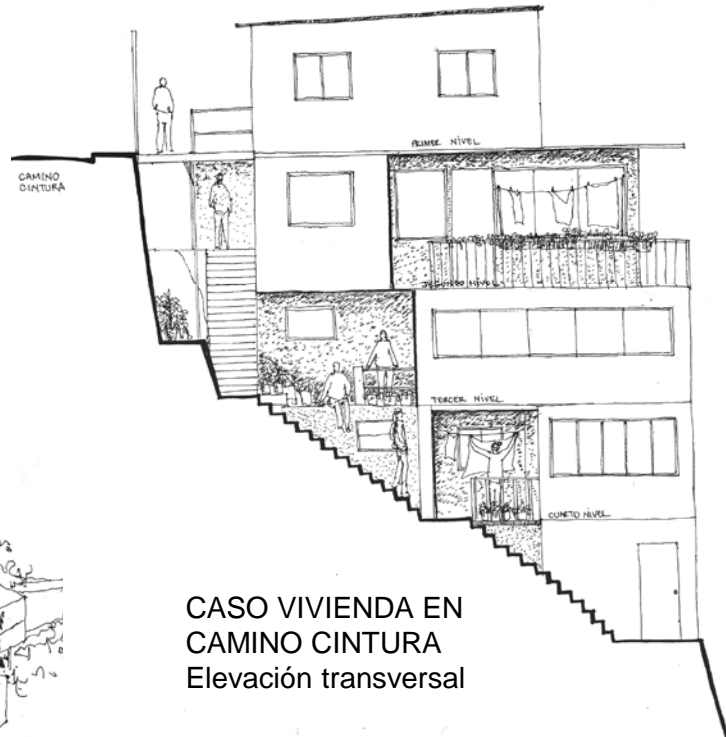 PRIMER NIVEL
CAMINO
CINTURA
SEGUNDO NIVEL
TERCER NIVEL
CUARTO NIVEL
CASO VIVIENDA EN
CAMINO CINTURA
Elevación transversal